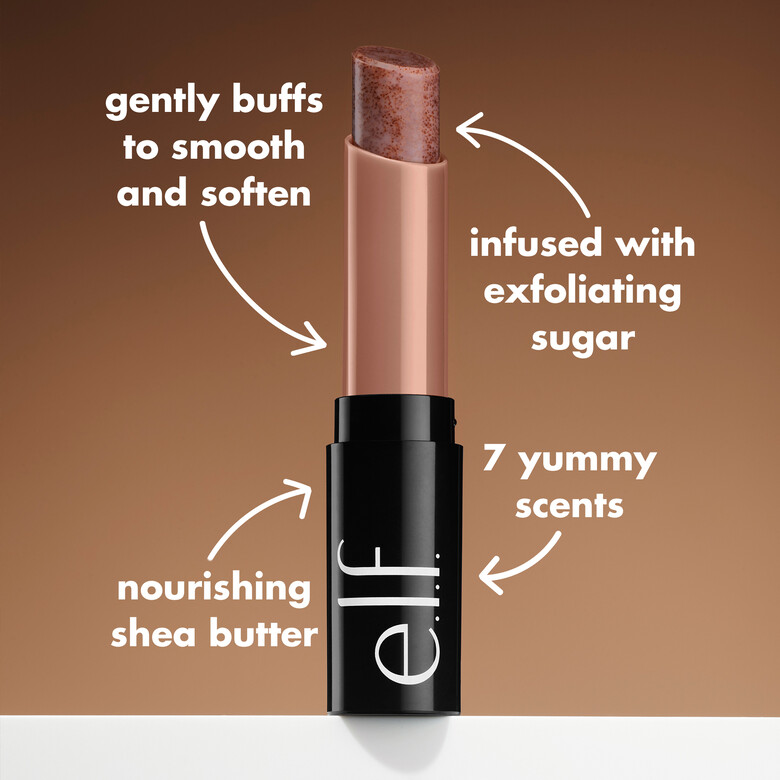 gently buffs
to smooth
and soften
infused with
exfoliating
sugar
7 yummy
scents
nourishing
shea butter
e.l.f.